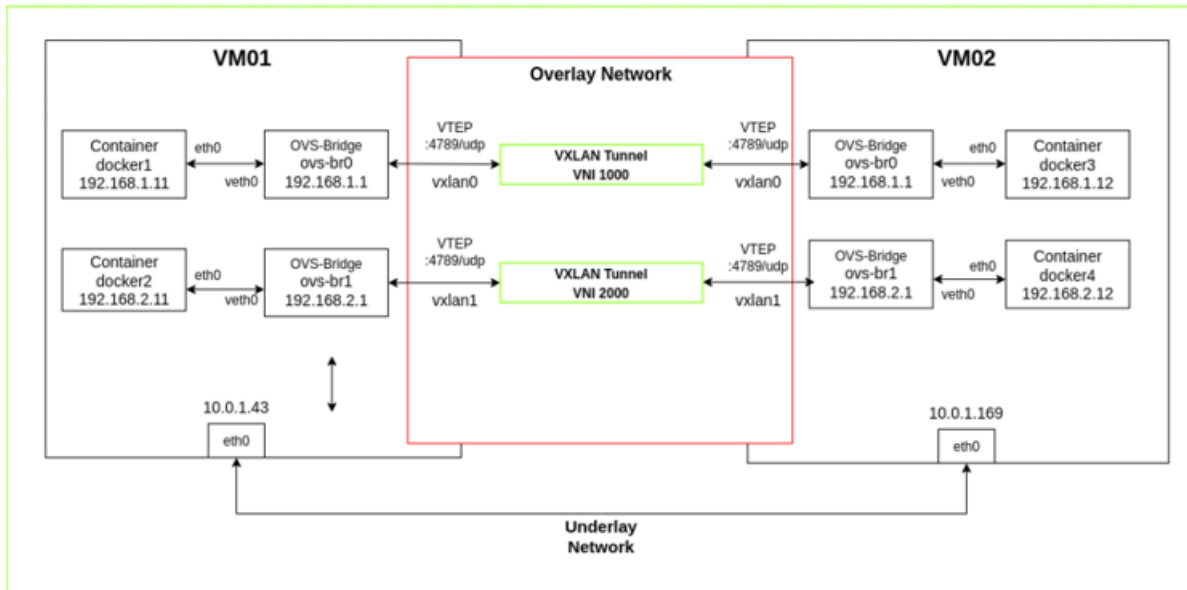 VM01
Overlay Network
VM02
Container
docker1
192.168.1.11
eth0
veth0
OVS-Bridge
ovs-br0
192.168.1.1
VTEP
:4789/udp
vxlan0
VXLAN Tunnel
VNI 1000
VTEP
:4789/udp
vxlan0
OVS-Bridge
ovs-br0
192.168.1.1
eth0
veth0
Container
docker3
192.168.1.12
Container
docker2
192.168.2.11
eth0
veth0
OVS-Bridge
ovs-br1
192.168.2.1
VTEP
:4789/udp
vxlan1
VXLAN Tunnel
VNI 2000
VTEP
:4789/udp
vxlan1
OVS-Bridge
ovs-br1
192.168.2.1
eth0
veth0
Container
docker4
192.168.2.12
10.0.1.43
eth0
10.0.1.169
eth0
Underlay
Network